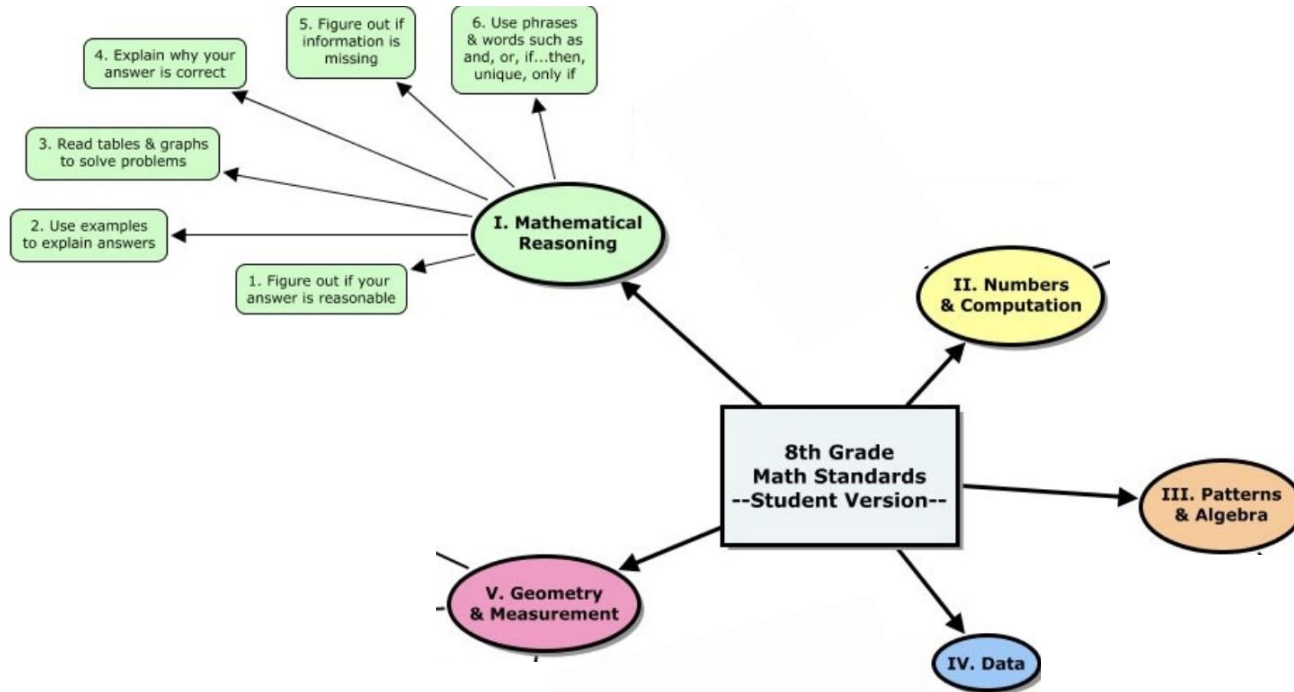 5. Figure out if
information is
missing
6. Use phrases
& words such as
and, or, if...then,
unique, only if
4. Explain why your
answer is correct
3. Read tables & graphs
to solve problems
2. Use examples
to explain answers
1. Figure out if your
answer is reasonable
I. Mathematical
Reasoning
II. Numbers
& Computation
8th Grade
Math Standards
--Student Version--
III. Patterns
& Algebra
V. Geometry
& Measurement
IV. Data